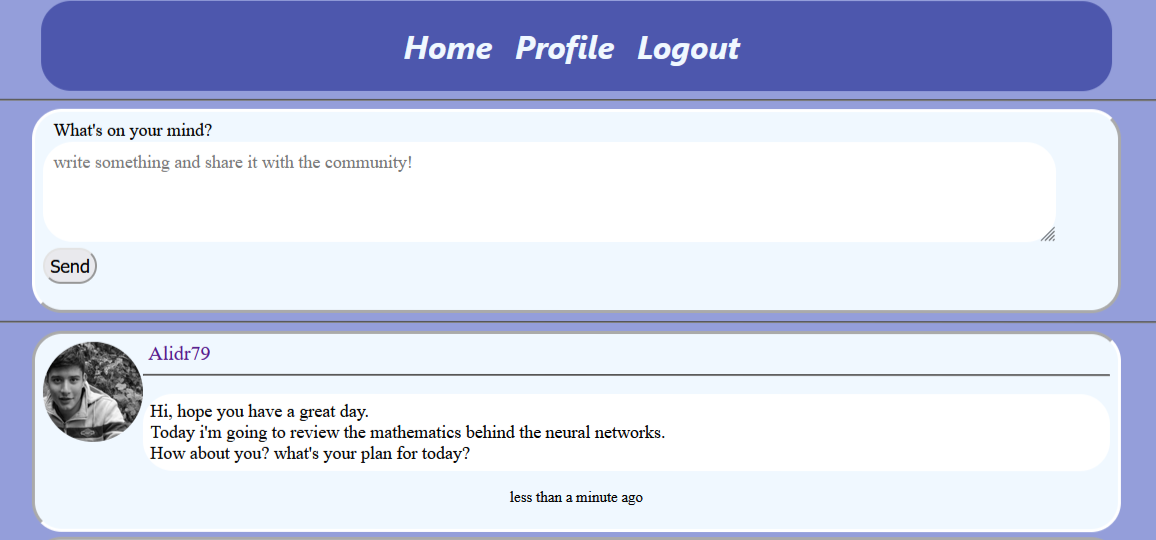 Home Profile Logout
What's on your mind?
write something and share it with the community!
Send
Alidr79
Hi, hope you have a great day.
Today i'm going to review the mathematics behind the neural networks.
How about you? what's your plan for today?
less than a minute ago